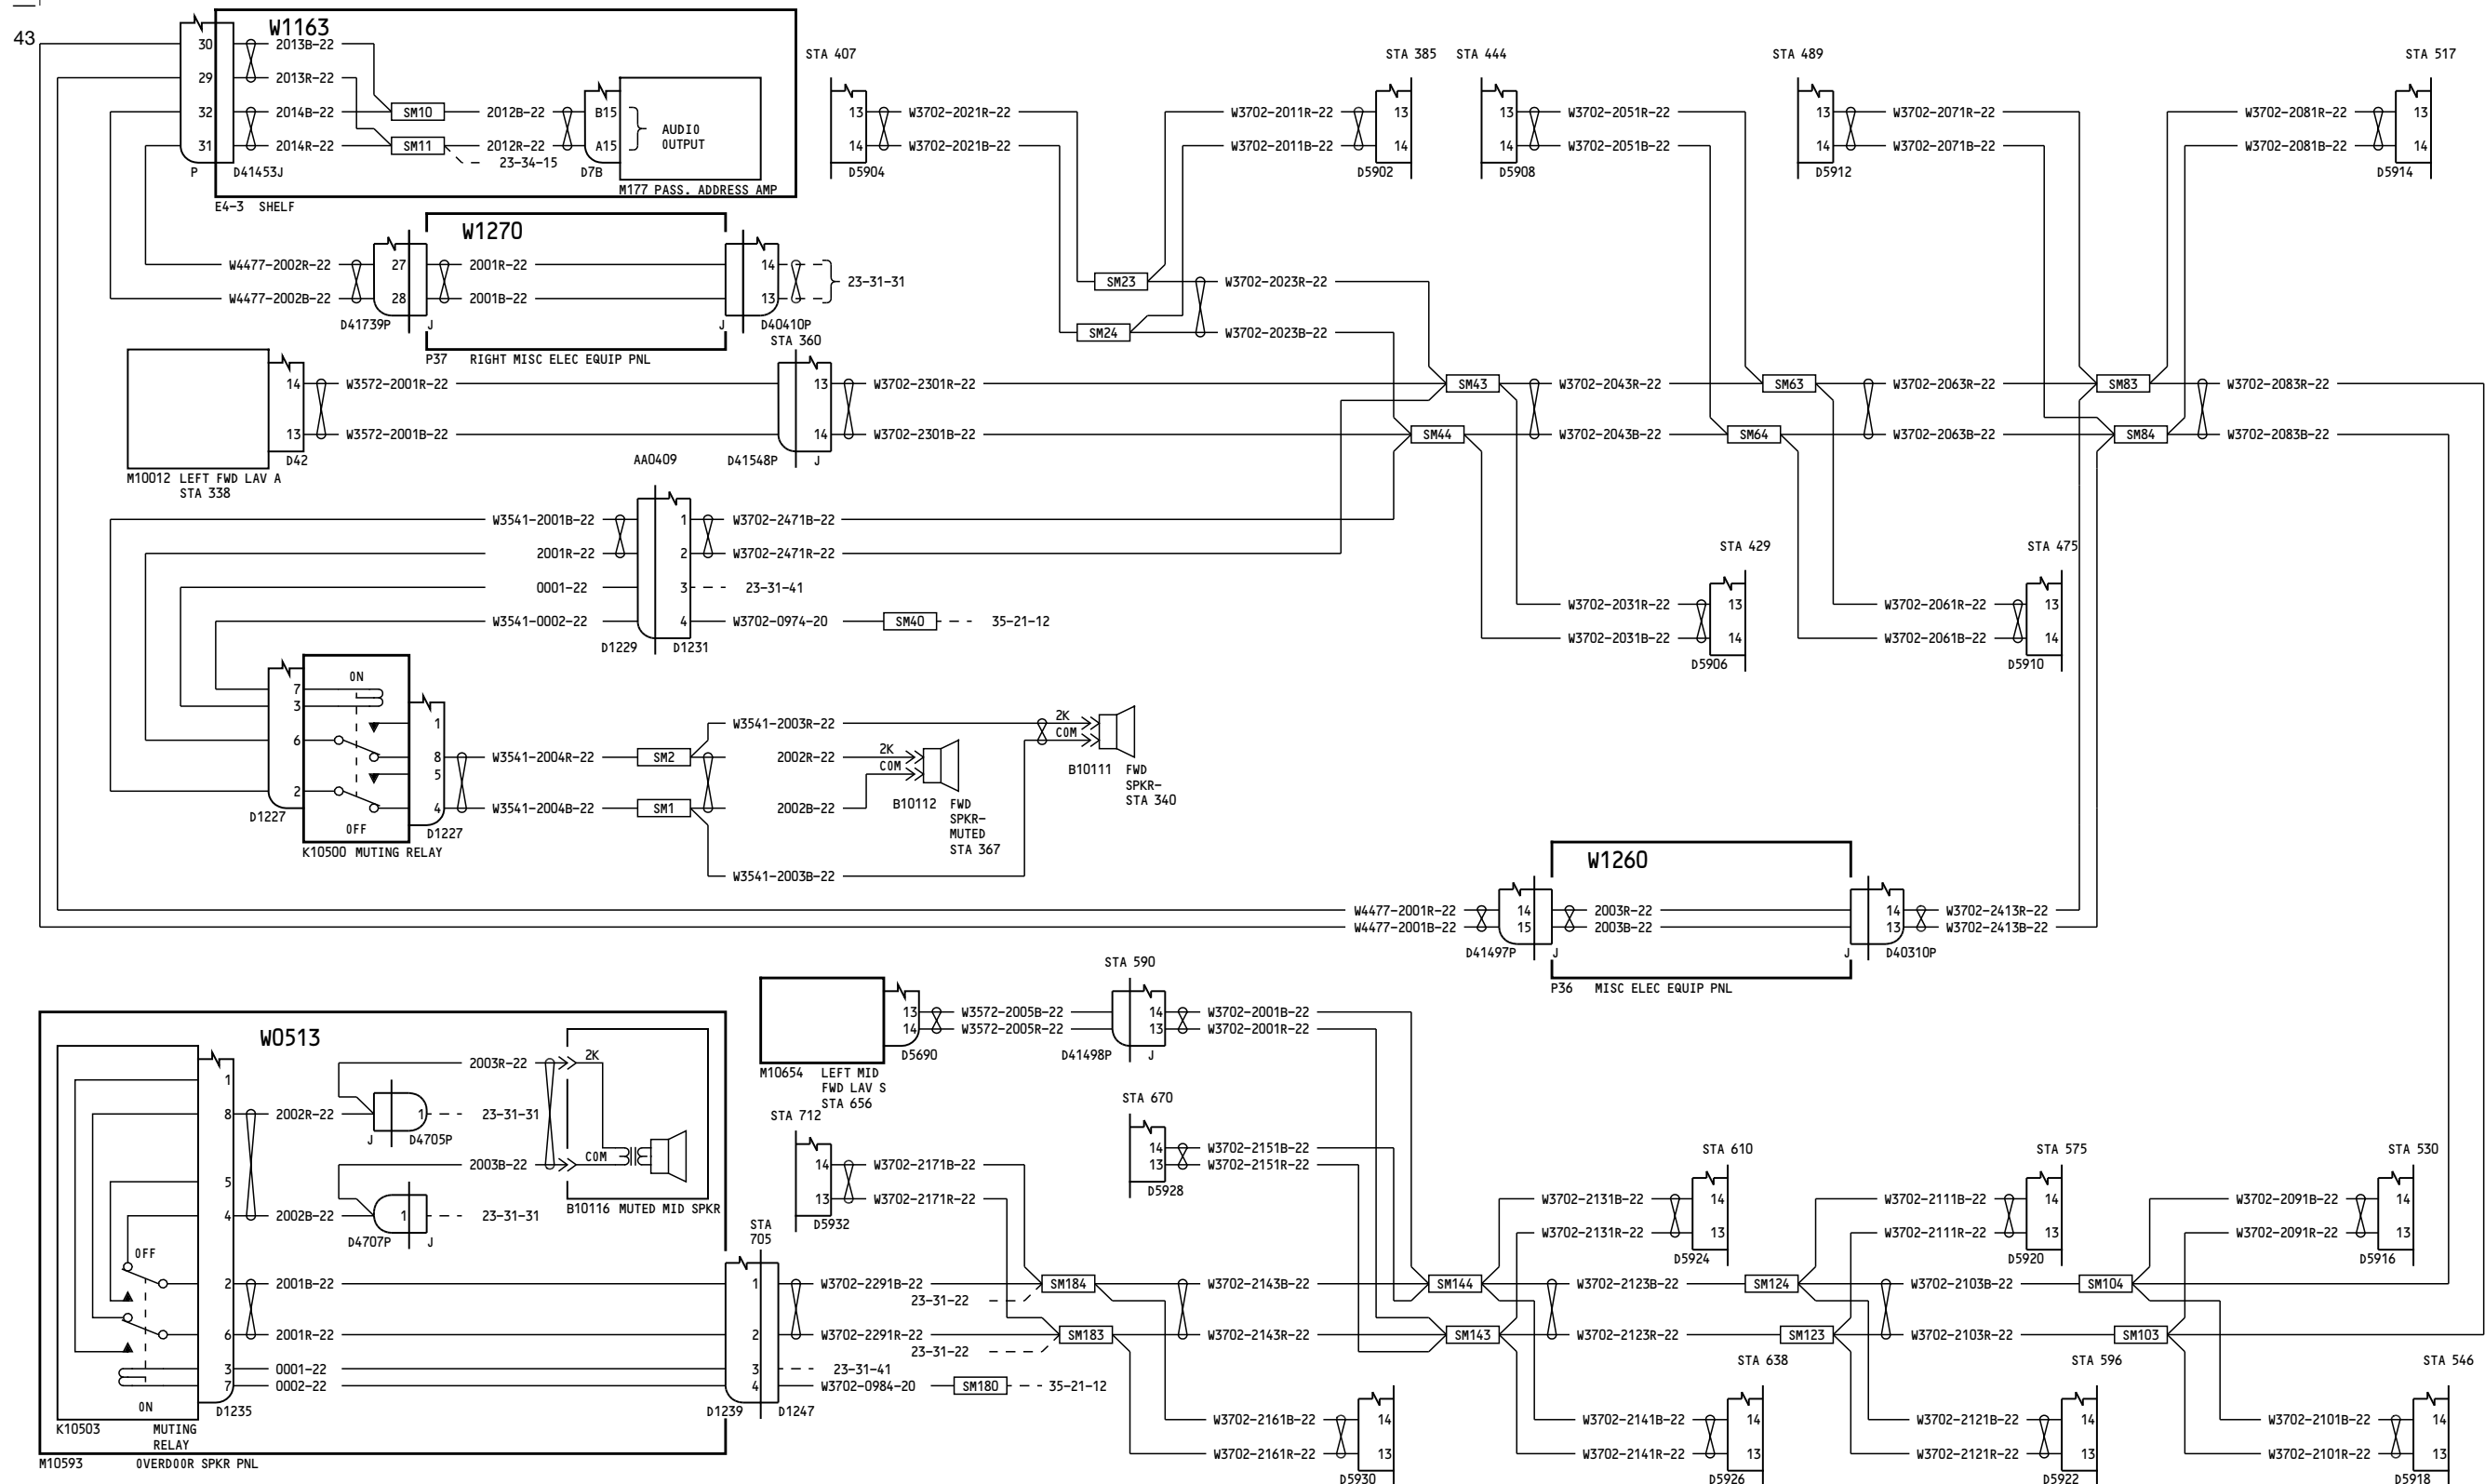 43
W1163
30 2013B-22
29 2013R-22
32 2014B-22 SM10 2012B-22 B15
AUDIO
OUTPUT
31 2014R-22 SM11 2012R-22 A15
23-34-15
P D41453J D7B
M177 PASS. ADDRESS AMP
E4-3 SHELF
STA 407
13 W3702-2021R-22
14 W3702-2021B-22
D5904
STA 385
W3702-2011R-22 13
W3702-2011B-22 14
D5902
STA 444
13 W3702-2051R-22
14 W3702-2051B-22
D5908
STA 489
13 W3702-2071R-22
14 W3702-2071B-22
D5912
STA 517
W3702-2081R-22 13
W3702-2081B-22 14
D5914
W1270
W4477-2002R-22 27 2001R-22 14
23-31-31
W4477-2002B-22 28 2001B-22 13
D41739P J J D40410P
P37 RIGHT MISC ELEC EQUIP PNL
SM23 W3702-2023R-22
SM24 W3702-2023B-22
STA 360
14 W3572-2001R-22 13 W3702-2301R-22 SM43 W3702-2043R-22 SM63 W3702-2063R-22 SM83 W3702-2083R-22
13 W3572-2001B-22 14 W3702-2301B-22 SM44 W3702-2043B-22 SM64 W3702-2063B-22 SM84 W3702-2083B-22
D42 D41548P J
M10012 LEFT FWD LAV A
STA 338
AA0409
W3541-2001B-22 1 W3702-2471B-22
2001R-22 2 W3702-2471R-22
0001-22 3 23-31-41
W3541-0002-22 4 W3702-0974-20 SM40 35-21-12
D1229 D1231
STA 429
W3702-2031R-22 13
W3702-2031B-22 14
D5906
STA 475
W3702-2061R-22 13
W3702-2061B-22 14
D5910
ON
7
3
6
2
1
8
5
4
OFF
D1227
D1227
K10500 MUTING RELAY
W3541-2003R-22 2K
COM
W3541-2004R-22 SM2 2002R-22 2K
COM
W3541-2004B-22 SM1 2002B-22
W3541-2003B-22
B10112 FWD
SPKR-
MUTED
STA 367
B10111 FWD
SPKR-
STA 340
W1260
W4477-2001R-22 14 2003R-22 14 W3702-2413R-22
W4477-2001B-22 15 2003B-22 13 W3702-2413B-22
D41497P J J D40310P
P36 MISC ELEC EQUIP PNL
STA 590
13 W3572-2005B-22 14 W3702-2001B-22
14 W3572-2005R-22 13 W3702-2001R-22
D5690 D41498P J
M10654 LEFT MID
FWD LAV S
STA 656
W0513
1
8 2002R-22
2003R-22 2K
1 23-31-31
J D4705P
5
2003B-22 COM
4 2002B-22
1 23-31-31
D4707P J
B10116 MUTED MID SPKR
OFF
2 2001B-22
6 2001R-22
3 0001-22
7 0002-22
ON
D1235
K10503 MUTING
RELAY
M10593 OVERDOOR SPKR PNL
STA 712
14 W3702-2171B-22
13 W3702-2171R-22
D5932
STA 670
14 W3702-2151B-22
13 W3702-2151R-22
D5928
STA 610
W3702-2131B-22 14
W3702-2131R-22 13
D5924
STA 575
W3702-2111B-22 14
W3702-2111R-22 13
D5920
STA 530
W3702-2091B-22 14
W3702-2091R-22 13
D5916
STA
705
1 W3702-2291B-22 SM184 W3702-2143B-22 SM144 W3702-2123B-22 SM124 W3702-2103B-22 SM104
23-31-22
2 W3702-2291R-22 SM183 W3702-2143R-22 SM143 W3702-2123R-22 SM123 W3702-2103R-22 SM103
23-31-22
3 23-31-41
4 W3702-0984-20 SM180 35-21-12
D1239 D1247
W3702-2161B-22 14
W3702-2161R-22 13
D5930
STA 638
W3702-2141B-22 14
W3702-2141R-22 13
D5926
STA 596
W3702-2121B-22 14
W3702-2121R-22 13
D5922
STA 546
W3702-2101B-22 14
W3702-2101R-22 13
D5918